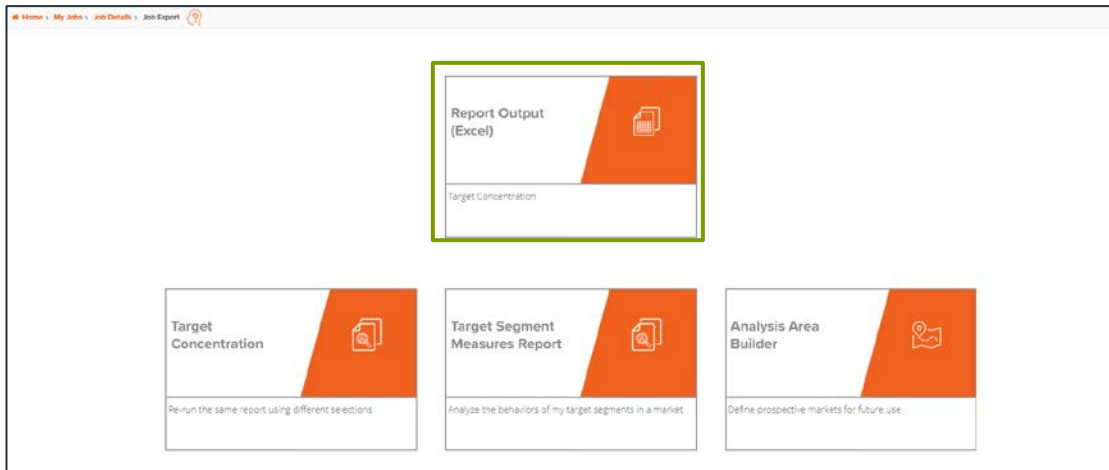 Home > My Jobs > Job Details > Job Export
Report Output
(Excel)
Target Concentration
Target
Concentration
Re-run the same report using different selections
Target Segment
Measures Report
Analyze the behaviors of my target segments in a market
Analysis Area
Builder
Define prospective markets for future use